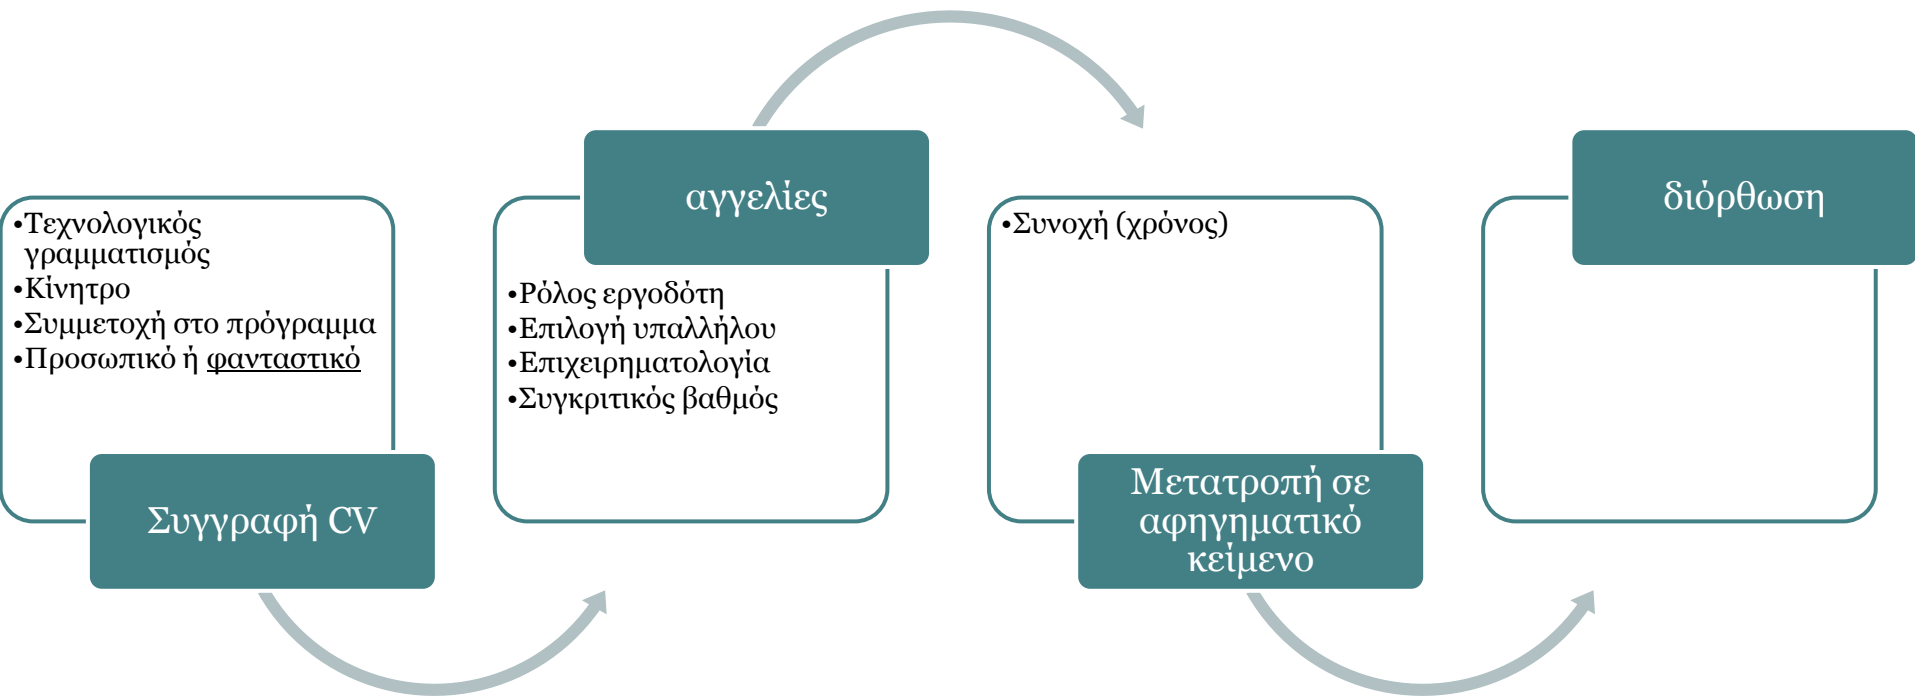 •Τεχνολογικός
γραμματισμός
•Κίνητρο
•Συμμετοχή στο πρόγραμμα
•Προσωπικό ή φανταστικό
Συγγραφή CV
αγγελίες
•Ρόλος εργοδότη
•Επιλογή υπαλλήλου
•Επιχειρηματολογία
•Συγκριτικός βαθμός
•Συνοχή (χρόνος)
Μετατροπή σε
αφηγηματικό
κείμενο
διόρθωση